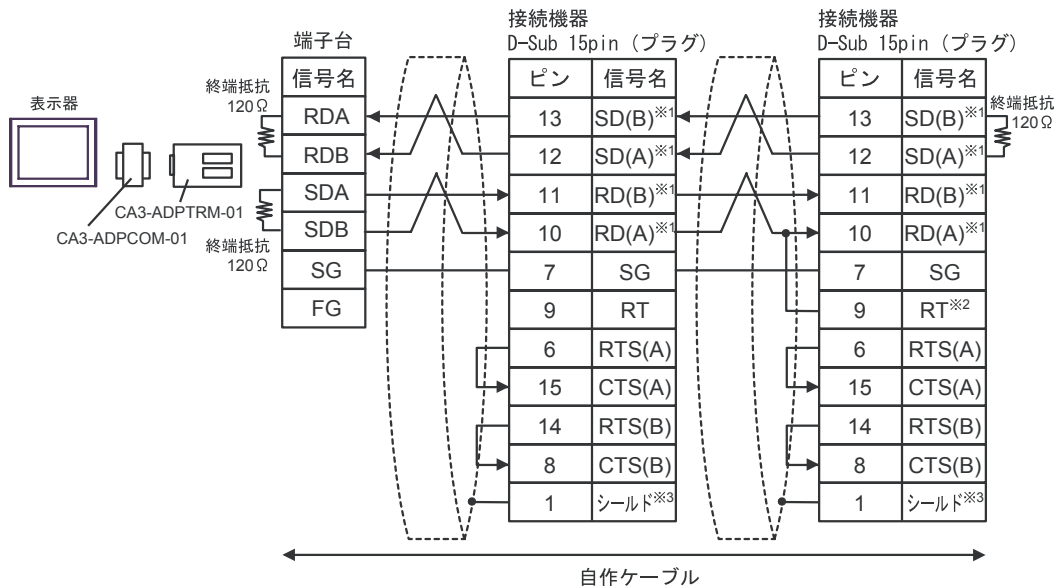 接続機器
D-Sub 15pin (プラグ)
接続機器
D-Sub 15pin (プラグ)
端子台
信号名
ピン 信号名
ピン 信号名
終端抵抗
120Ω
表示器
RDA
13 SD(B)※1
13 SD(B)※1
終端抵抗
120Ω
RDB
12 SD(A)※1
12 SD(A)※1
SDA
11 RD(B)※1
11 RD(B)※1
CA3-ADPTRM-01
SDB
10 RD(A)※1
10 RD(A)※1
CA3-ADPCOM-01
終端抵抗
120Ω
SG
7 SG
7 SG
FG
9 RT
9 RT※2
6 RTS(A)
6 RTS(A)
15 CTS(A)
15 CTS(A)
14 RTS(B)
14 RTS(B)
8 CTS(B)
8 CTS(B)
1 シールド※3
1 シールド※3
自作ケーブル